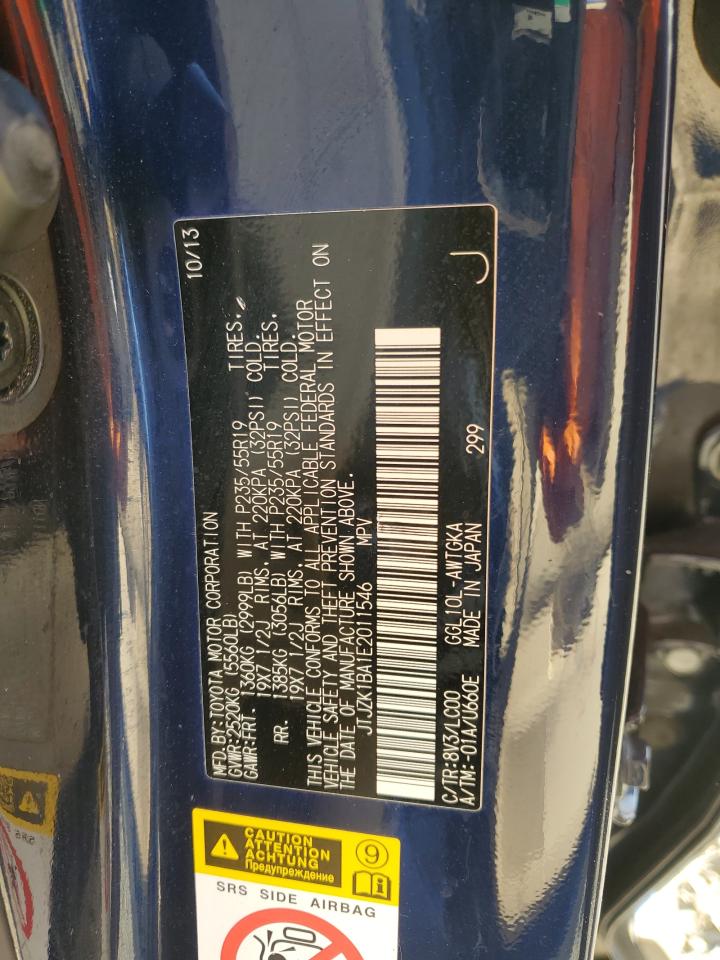 10/13
MFD.BY:TOYOTA MOTOR CORPORATION
GVWR:2520KG (5560LB)
GAWR:FRT. 1360KG (2999LB) WITH P235/55R19 TIRES,
19X7 1/2J RIMS, AT 220KPA (32PSI) COLD.
RR. 1385KG (3056LB) WITH P235/55R19 TIRES,
19X7 1/2J RIMS, AT 220KPA (32PSI) COLD.
THIS VEHICLE CONFORMS TO ALL APPLICABLE FEDERAL MOTOR
VEHICLE SAFETY AND THEFT PREVENTION STANDARDS IN EFFECT ON
THE DATE OF MANUFACTURE SHOWN ABOVE.
JTJZK1BA1E2011546 MPV
C/TR:8V3/LC00 GGL10L-AWTGKA
A/TM:-01A/U660E MADE IN JAPAN 299
J
CAUTION
ATTENTION
ACHTUNG
Предупреждение
9
i
SRS SIDE AIRBAG